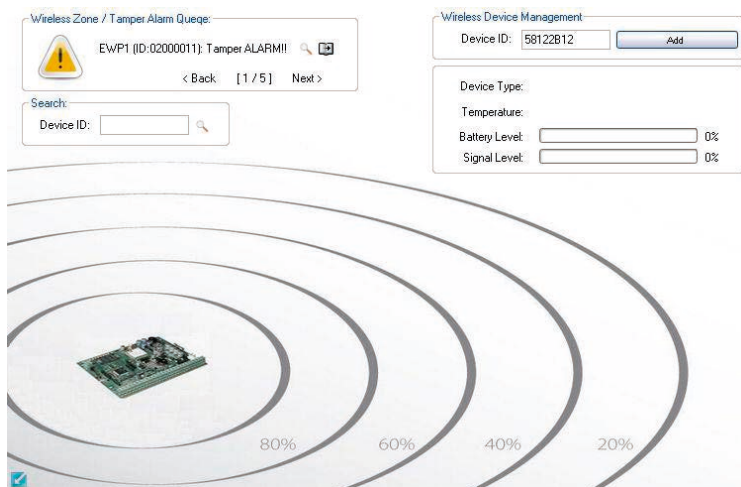 Wireless Zone / Tamper Alarm Queqe:
EWP1 (ID:02000011): Tamper ALARM!!
< Back [ 1 / 5 ] Next >
Search:
Device ID:
Wireless Device Management
Device ID: 58122B12 Add
Device Type:
Temperature:
Battery Level: 0%
Signal Level: 0%
80% 60% 40% 20%